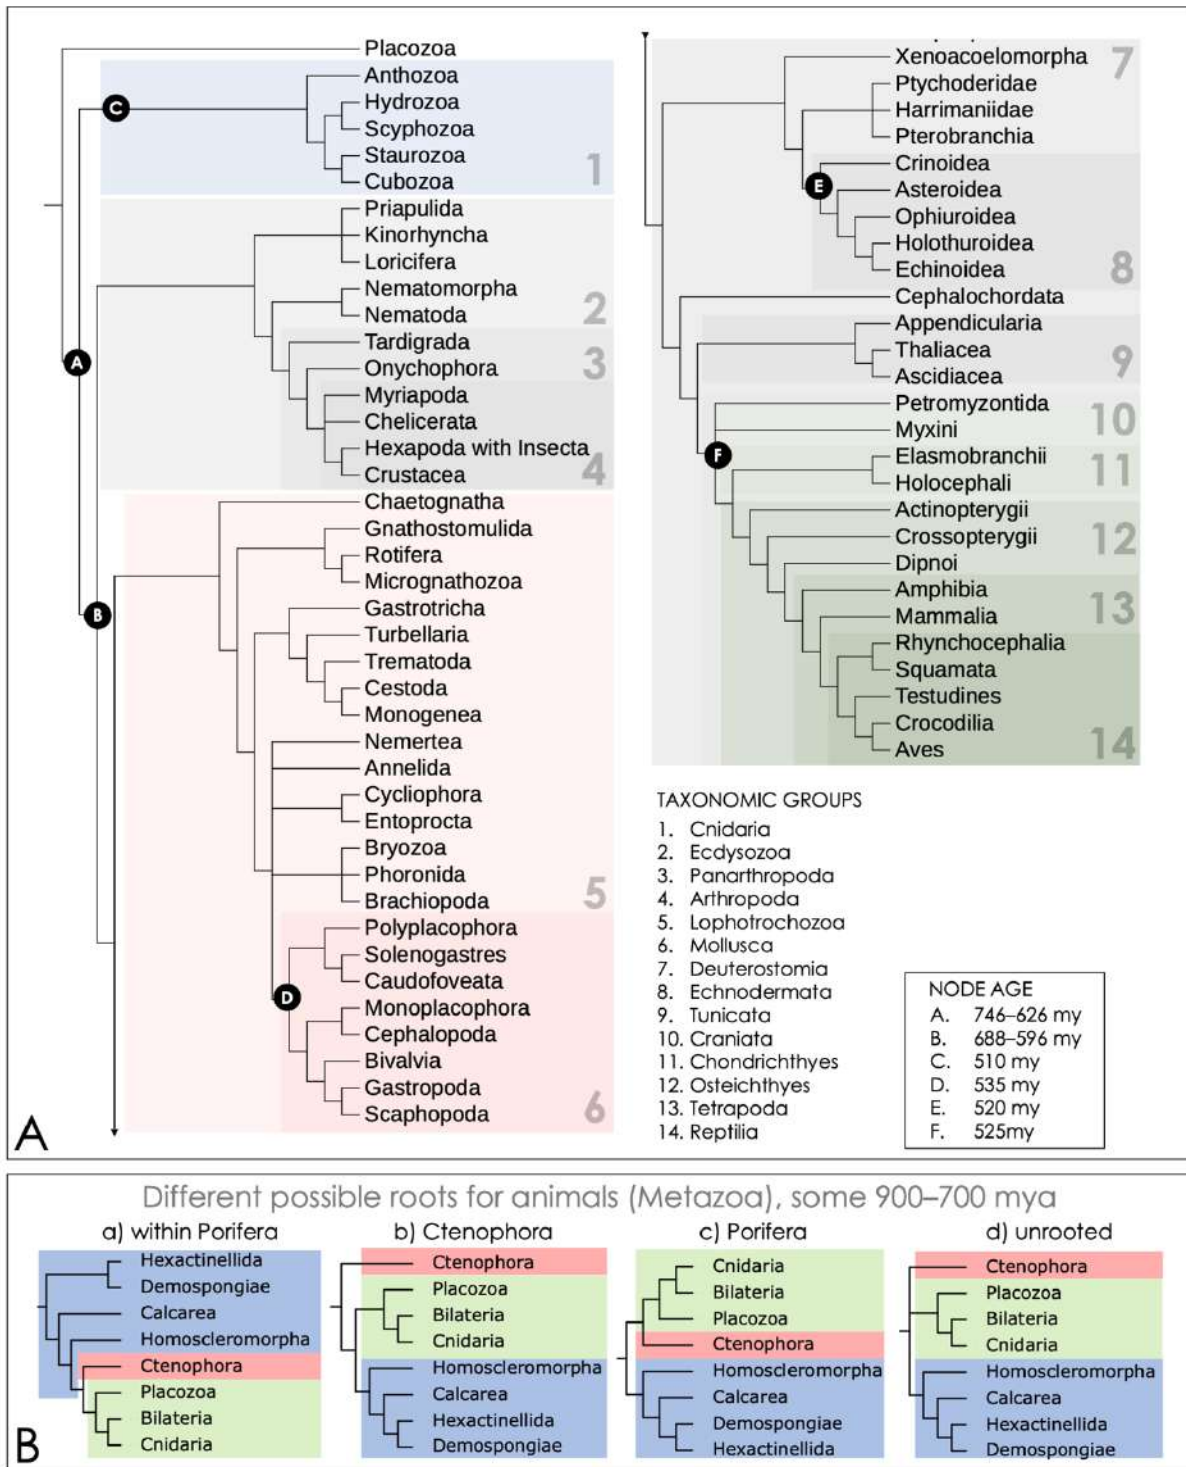 Placozoa
Anthozoa
C
Hydrozoa
Scyphozoa
Staurozoa
1
Cubozoa
Priapulida
Kinorhyncha
Loricifera
Nematomorpha
2
Nematoda
Tardigrada
3
A
Onychophora
Myriapoda
Chelicerata
Hexapoda with Insecta
4
Crustacea
Chaetognatha
Gnathostomulida
Rotifera
Micrognathozoa
B
Gastrotricha
Turbellaria
Trematoda
Cestoda
Monogenea
Nemertea
Annelida
Cycliophora
Entoprocta
Bryozoa
Phoronida
5
Brachiopoda
Polyplacophora
Solenogastres
Caudofoveata
D
Monoplacophora
Cephalopoda
Bivalvia
Gastropoda
6
Scaphopoda
A
Xenoacoelomorpha
7
Ptychoderidae
Harrimaniidae
Pterobranchia
Crinoidea
E
Asteroidea
Ophiuroidea
Holothuroidea
8
Echinoidea
Cephalochordata
Appendicularia
Thaliacea
9
Ascidiacea
Petromyzontida
10
Myxini
F
Elasmobranchii
11
Holocephali
Actinopterygii
Crossopterygii
12
Dipnoi
Amphibia
13
Mammalia
Rhynchocephalia
Squamata
Testudines
Crocodilia
14
Aves
TAXONOMIC GROUPS
1. Cnidaria
2. Ecdysozoa
3. Panarthropoda
4. Arthropoda
5. Lophotrochozoa
6. Mollusca
7. Deuterostomia
8. Echnodermata
9. Tunicata
10. Craniata
11. Chondrichthyes
12. Osteichthyes
13. Tetrapoda
14. Reptilia
NODE AGE
A. 746–626 my
B. 688–596 my
C. 510 my
D. 535 my
E. 520 my
F. 525my
Different possible roots for animals (Metazoa), some 900–700 mya
a) within Porifera
Hexactinellida
Demospongiae
Calcarea
Homoscleromorpha
Ctenophora
Placozoa
Bilateria
Cnidaria
b) Ctenophora
Ctenophora
Placozoa
Bilateria
Cnidaria
Homoscleromorpha
Calcarea
Hexactinellida
Demospongiae
c) Porifera
Cnidaria
Bilateria
Placozoa
Ctenophora
Homoscleromorpha
Calcarea
Demospongiae
Hexactinellida
d) unrooted
Ctenophora
Placozoa
Bilateria
Cnidaria
Homoscleromorpha
Calcarea
Hexactinellida
Demospongiae
B